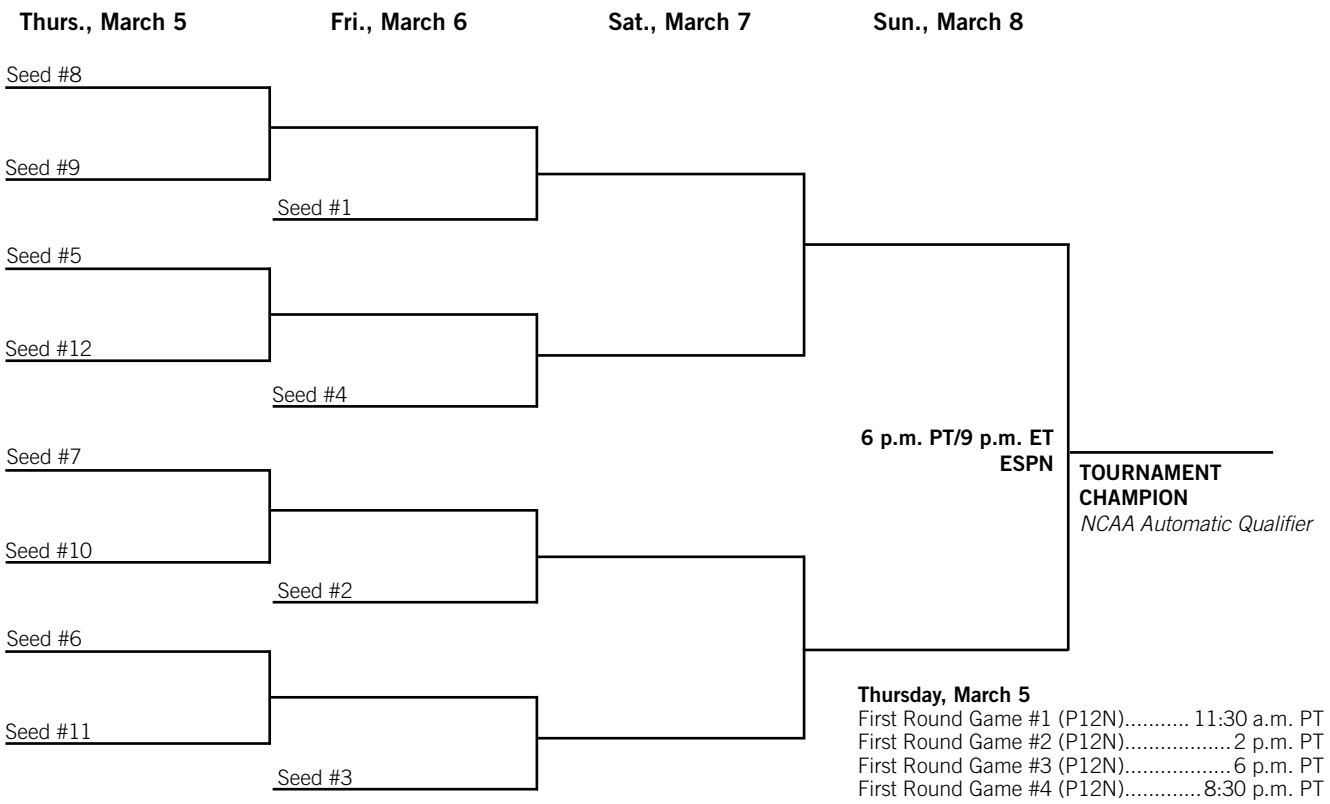 Thurs., March 5 Fri., March 6 Sat., March 7 Sun., March 8
Seed #8
Seed #9
Seed #1
Seed #5
Seed #12
Seed #4
Seed #7
Seed #10
Seed #2
Seed #6
Seed #11
Seed #3
6 p.m. PT/9 p.m. ET
ESPN
TOURNAMENT
CHAMPION
NCAA Automatic Qualifier
Thursday, March 5
First Round Game #1 (P12N)........... 11:30 a.m. PT
First Round Game #2 (P12N)..................2 p.m. PT
First Round Game #3 (P12N)..................6 p.m. PT
First Round Game #4 (P12N).............8:30 p.m. PT